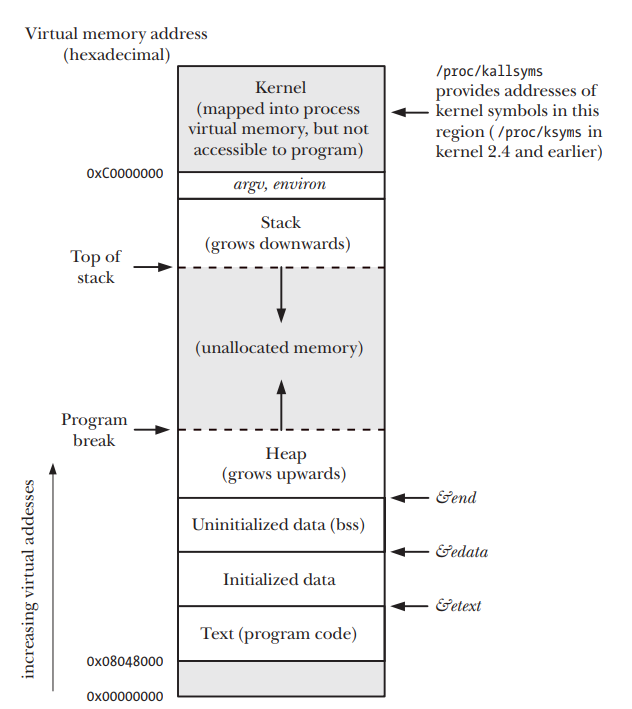 Virtual memory address
(hexadecimal)
/proc/kallsyms
provides addresses of
kernel symbols in this
region (/proc/ksyms in
kernel 2.4 and earlier)
Kernel
(mapped into process
virtual memory, but not
accessible to program)
0xC0000000
argv, environ
Stack
(grows downwards)
Top of
stack
(unallocated memory)
Program
break
Heap
(grows upwards)
&end
Uninitialized data (bss)
&edata
Initialized data
&etext
Text (program code)
0x08048000
0x00000000
increasing virtual addesses